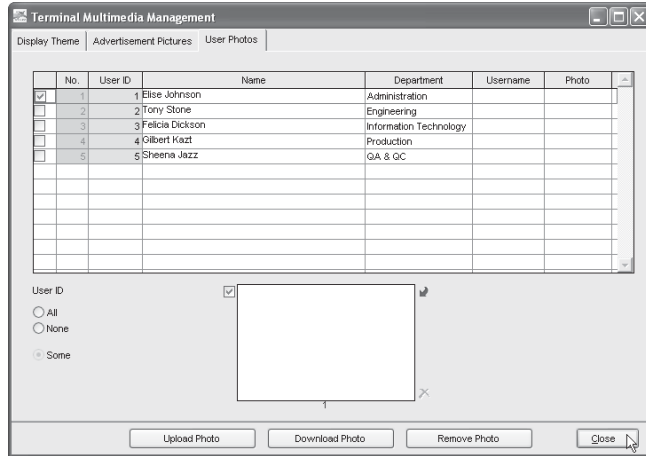 Terminal Multimedia Management
Display Theme Advertisement Pictures User Photos
No. User ID Name Department Username Photo
1 1 Elise Johnson Administration
2 2 Tony Stone Engineering
3 3 Felicia Dickson Information Technology
4 4 Gilbert Kazt Production
5 5 Sheena Jazz QA & QC
User ID
All
None
Some
1
Upload Photo Download Photo Remove Photo Close